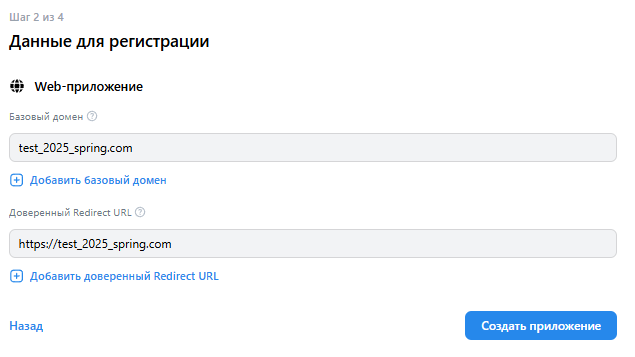 Шаг 2 из 4
Данные для регистрации
Web-приложение
Базовый домен
test_2025_spring.com
Добавить базовый домен
Доверенный Redirect URL
https://test_2025_spring.com
Добавить доверенный Redirect URL
Назад
Создать приложение